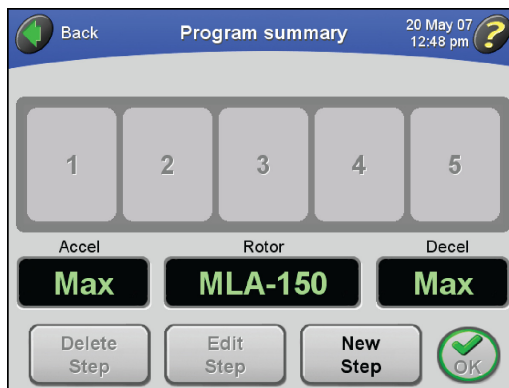 Back
Program summary
20 May 07
12:48 pm
?
1 2 3 4 5
Accel Rotor Decel
Max MLA-150 Max
Delete
Step
Edit
Step
New
Step
OK